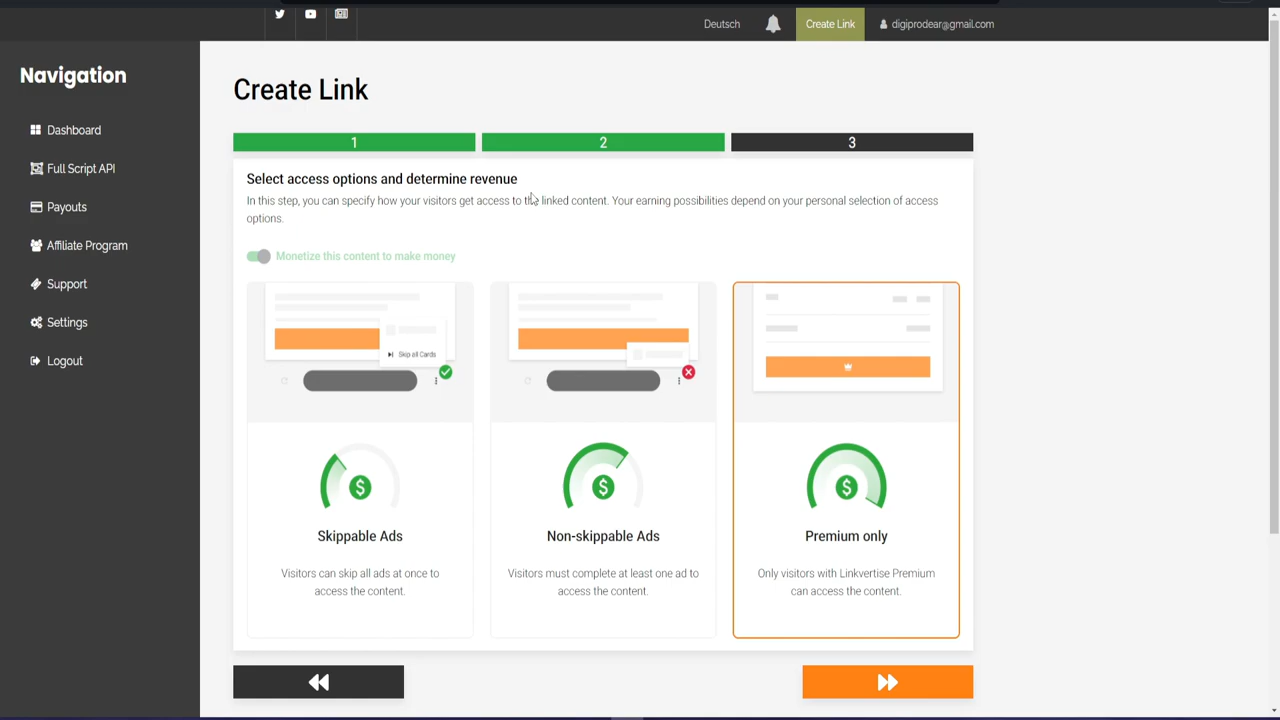 Deutsch
Create Link
digiprodear@gmail.com
Navigation
Dashboard
Full Script API
Payouts
Affiliate Program
Support
Settings
Logout
Create Link
1
2
3
Select access options and determine revenue
In this step, you can specify how your visitors get access to the linked content. Your earning possibilities depend on your personal selection of access
options.
Monetize this content to make money
Skip all Cards
$
Skippable Ads
Visitors can skip all ads at once to
access the content.
$
Non-skippable Ads
Visitors must complete at least one ad to
access the content.
$
Premium only
Only visitors with Linkvertise Premium
can access the content.